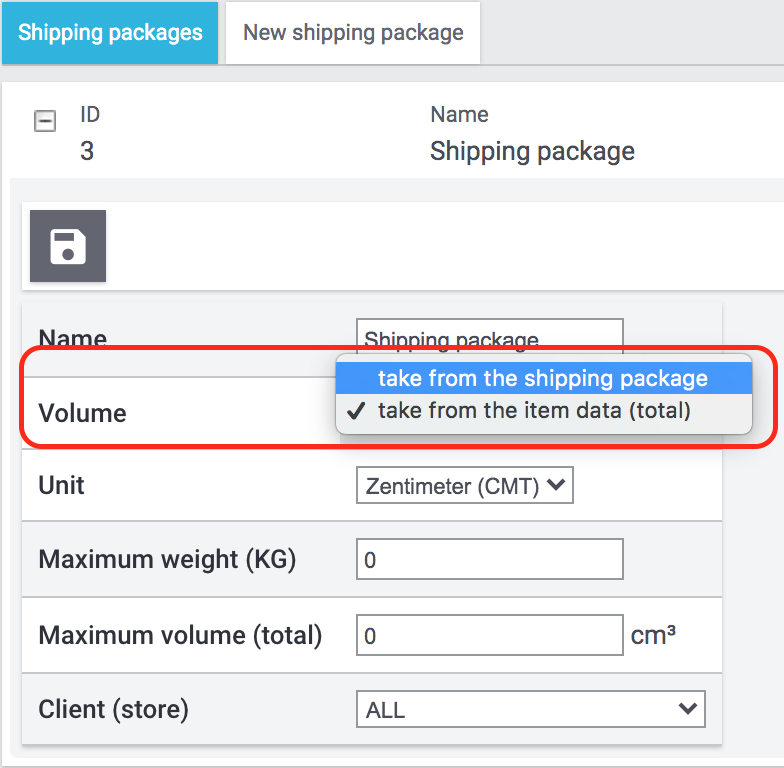 Shipping packages
New shipping package
ID
Name
3
Shipping package
Name
Shipping package
take from the shipping package
Volume
take from the item data (total)
Unit
Zentimeter (CMT)
Maximum weight (KG)
0
Maximum volume (total)
0
cm³
Client (store)
ALL